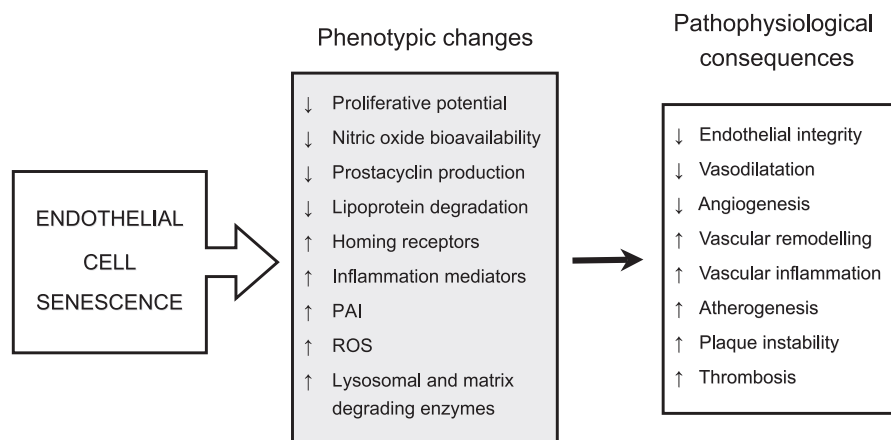 Phenotypic changes
Pathophysiological
consequences
ENDOTHELIAL
CELL
SENESCENCE
↓ Proliferative potential
↓ Nitric oxide bioavailability
↓ Prostacyclin production
↓ Lipoprotein degradation
↑ Homing receptors
↑ Inflammation mediators
↑ PAI
↑ ROS
↑ Lysosomal and matrix
degrading enzymes
↓ Endothelial integrity
↓ Vasodilatation
↓ Angiogenesis
↑ Vascular remodelling
↑ Vascular inflammation
↑ Atherogenesis
↑ Plaque instability
↑ Thrombosis